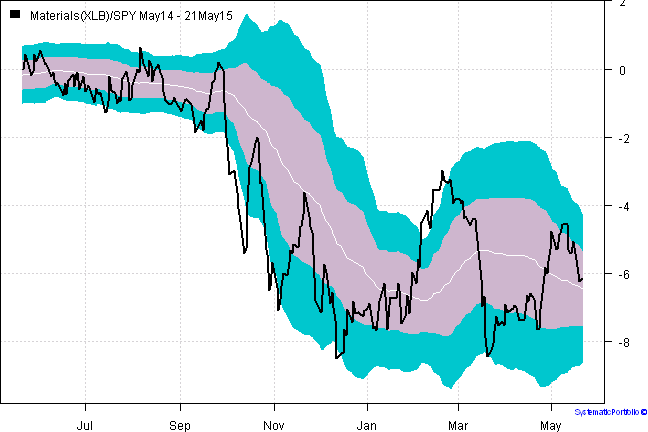 Materials(XLB)/SPY May14 - 21May15
2
0
-2
-4
-6
-8
Jul Sep Nov Jan Mar May
SystematicPortfolio ©